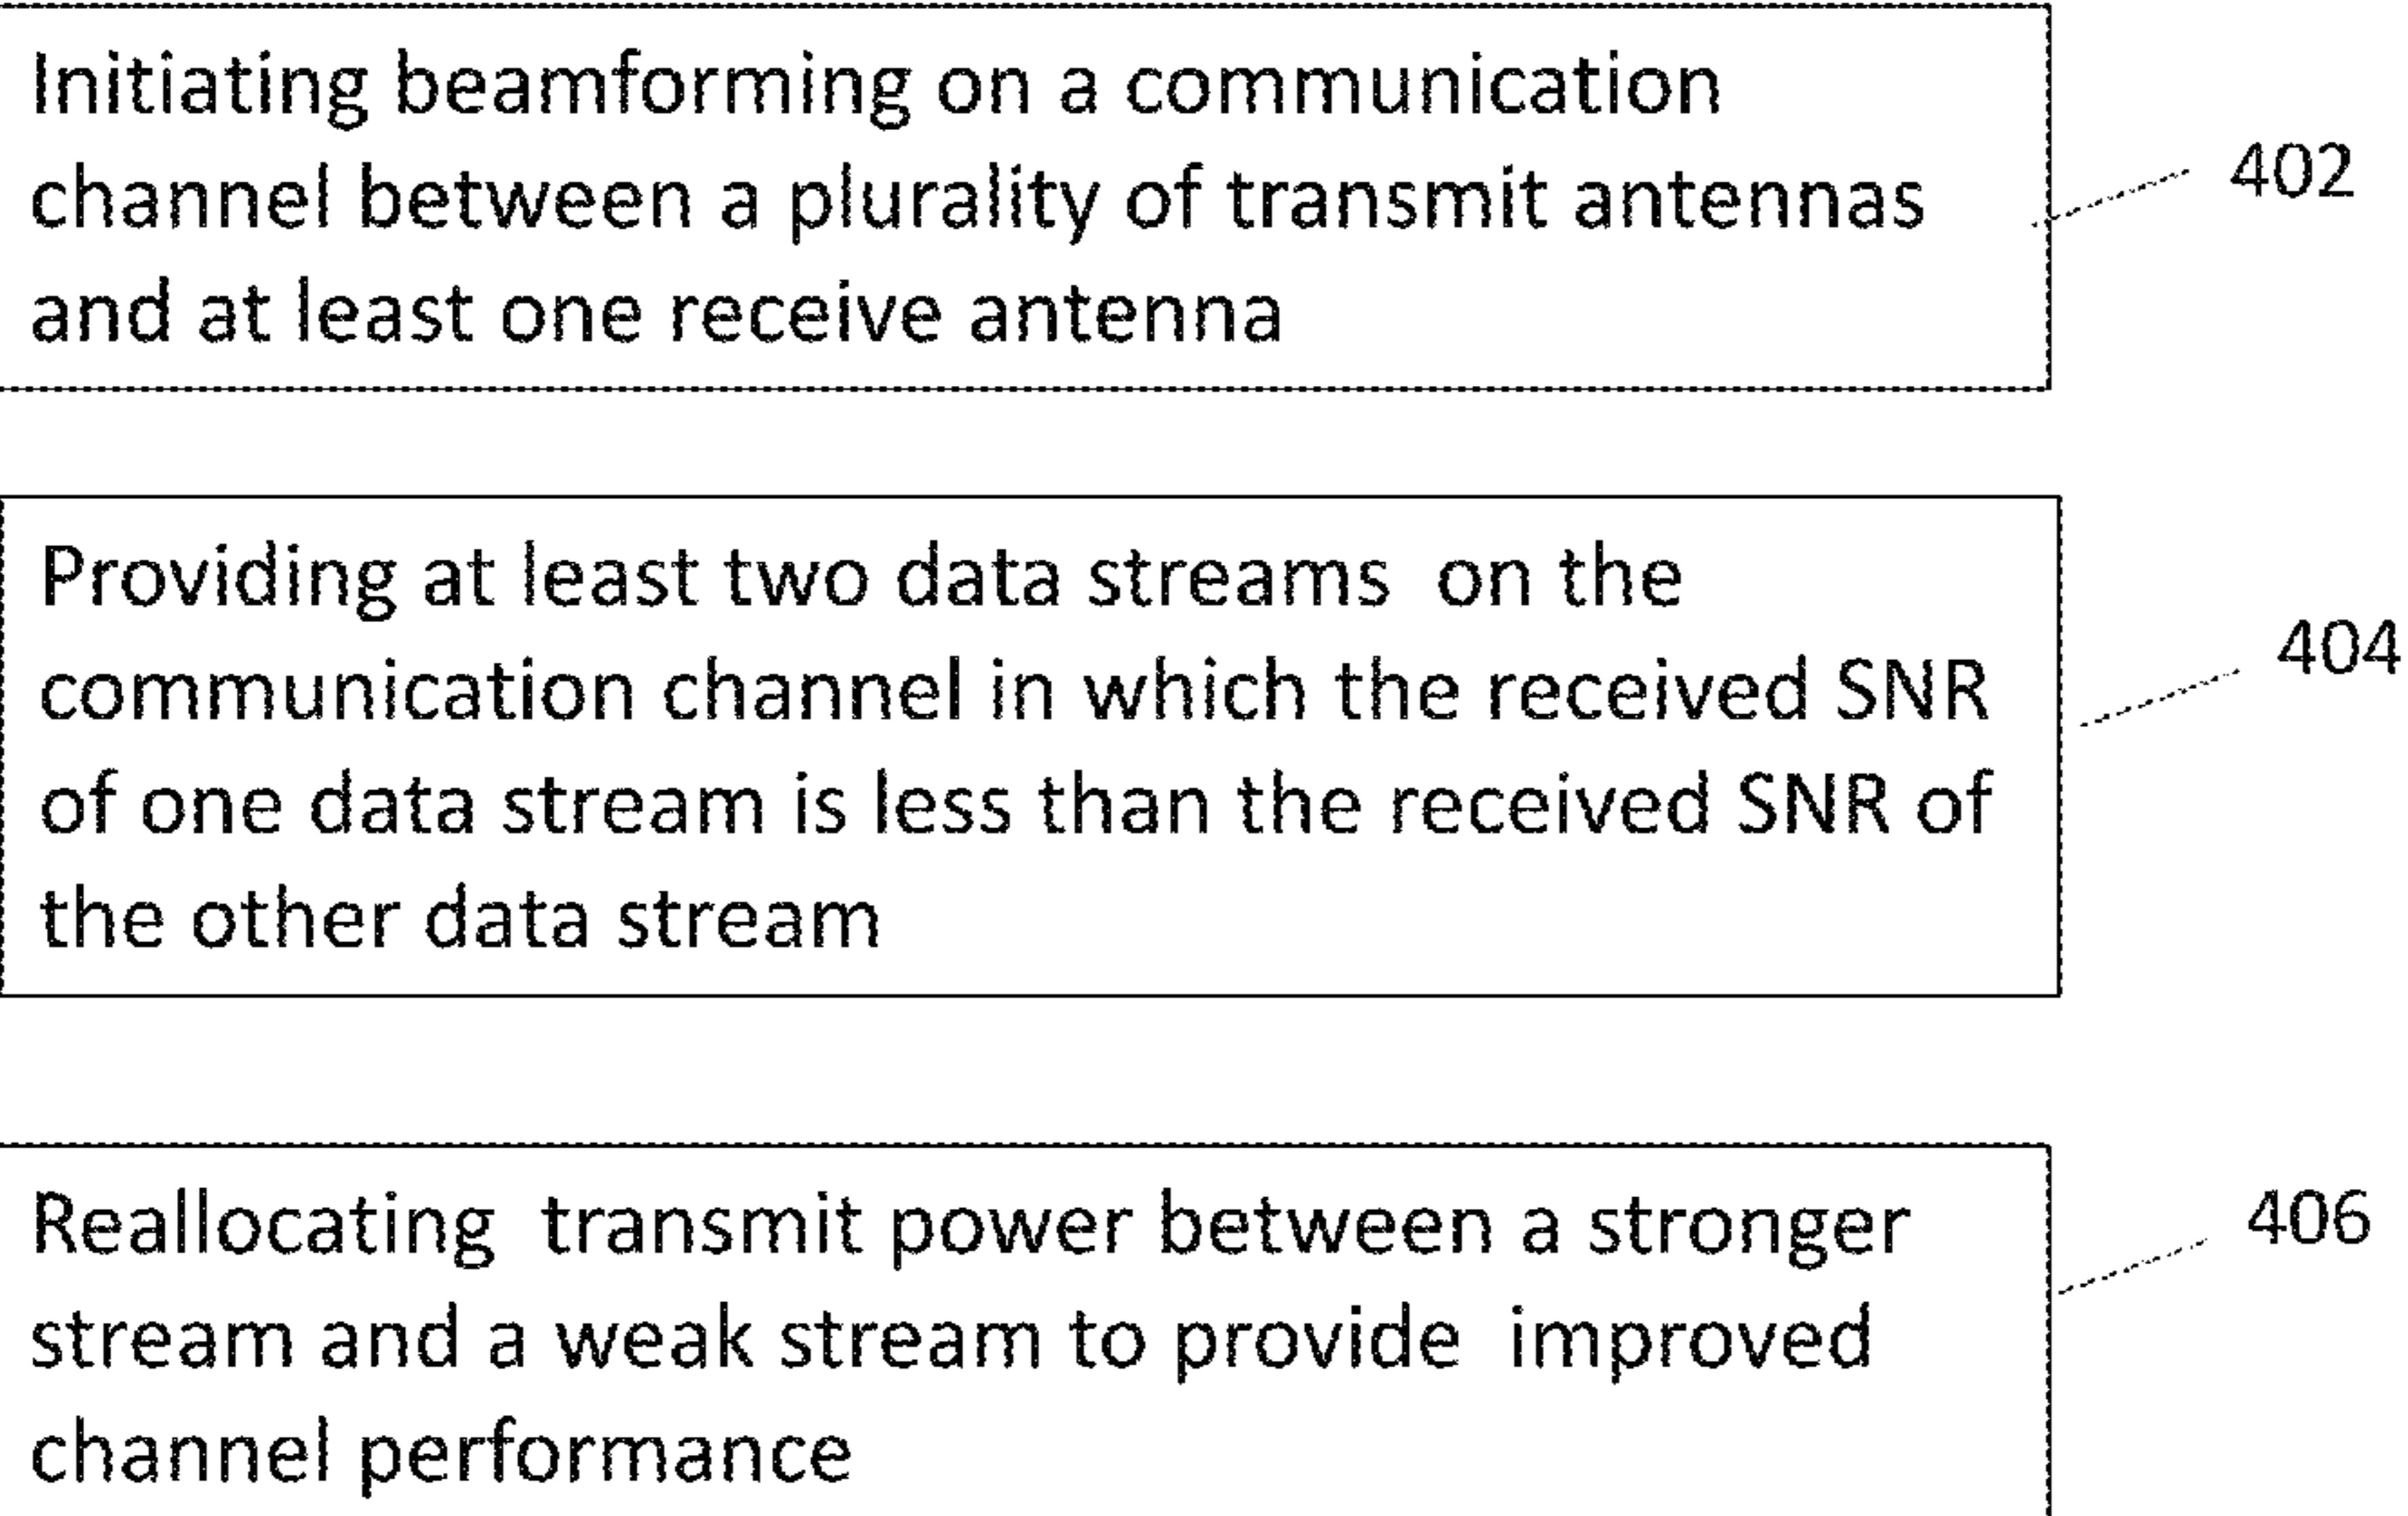 Initiating beamforming on a communication
channel between a plurality of transmit antennas
and at least one receive antenna
402
Providing at least two data streams on the
communication channel in which the received SNR
of one data stream is less than the received SNR of
the other data stream
404
Reallocating transmit power between a stronger
stream and a weak stream to provide improved
channel performance
406